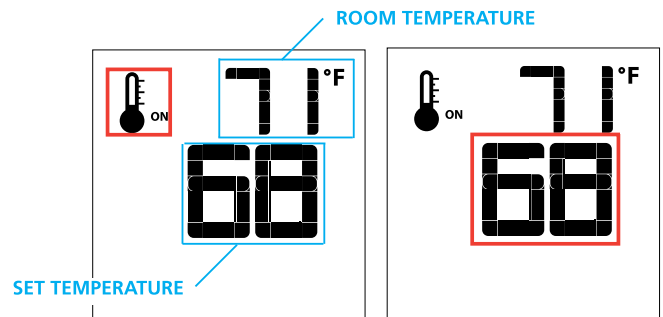 ROOM TEMPERATURE
71°F 71°F
ON ON
68 68
SET TEMPERATURE